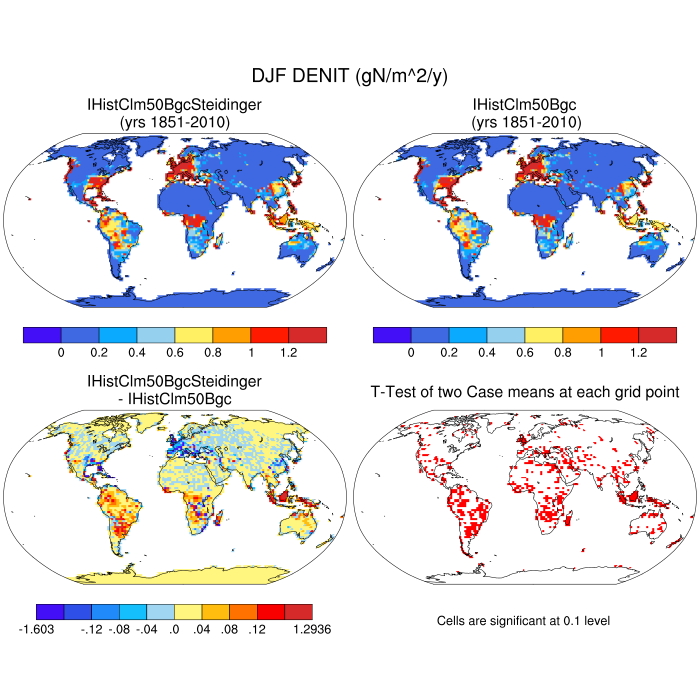 DJF DENIT (gN/m^2/y)
IHistClm50BgcSteidinger
(yrs 1851-2010)
IHistClm50Bgc
(yrs 1851-2010)
0 0.2 0.4 0.6 0.8 1 1.2
0 0.2 0.4 0.6 0.8 1 1.2
IHistClm50BgcSteidinger
- IHistClm50Bgc
T-Test of two Case means at each grid point
-1.603 -.12 -.08 -.04 .0 .04 .08 .12 1.2936
Cells are significant at 0.1 level